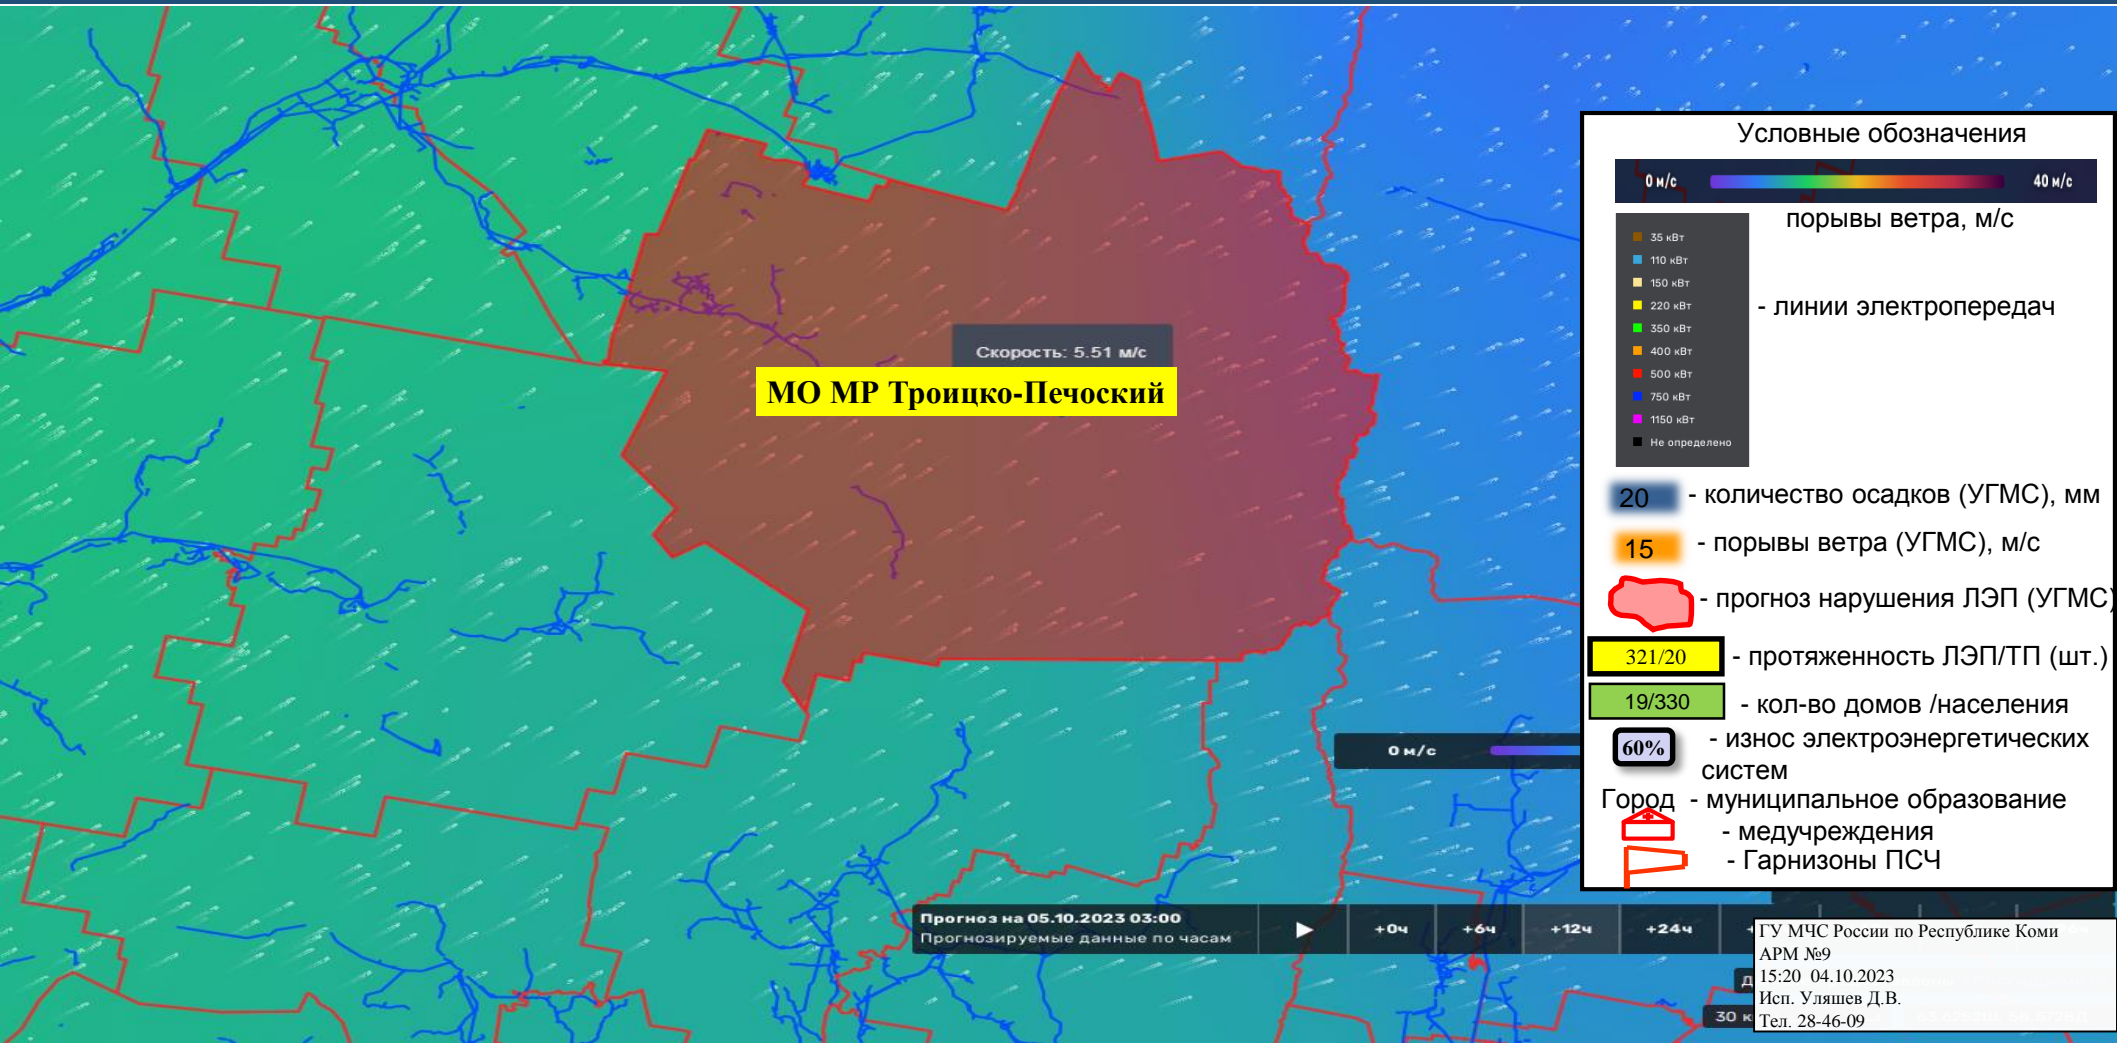 Условные обозначения
0 м/с
40 м/с
порывы ветра, м/с
35 кВт
110 кВт
150 кВт
220 кВт
350 кВт
400 кВт
500 кВт
750 кВт
1150 кВт
Не определено
- линии электропередач
20 - количество осадков (УГМС), мм
15 - порывы ветра (УГМС), м/с
- прогноз нарушения ЛЭП (УГМС)
321/20 - протяженность ЛЭП/ТП (шт.)
19/330 - кол-во домов /населения
60% - износ электроэнергетических
систем
Город - муниципальное образование
- медучреждения
- Гарнизоны ПСЧ
Скорость: 5.51 м/с
МО МР Троицко-Печоский
0 м/с
Прогноз на 05.10.2023 03:00
Прогнозируемые данные по часам
+0ч +6ч +12ч +24ч
30 к
ГУ МЧС России по Республике Коми
АРМ №9
15:20 04.10.2023
Исп. Уляшев Д.В.
Тел. 28-46-09